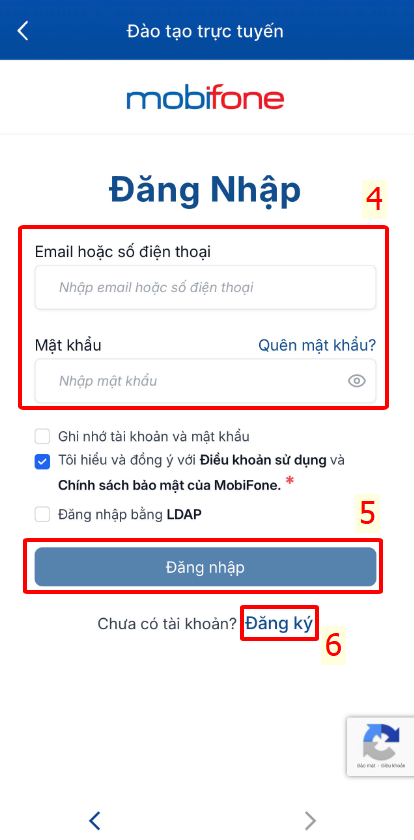 Đào tạo trực tuyến
mobifone
Đăng Nhập
4
Email hoặc số điện thoại
Nhập email hoặc số điện thoại
Mật khẩu Quên mật khẩu?
Nhập mật khẩu
Ghi nhớ tài khoản và mật khẩu
Tôi hiểu và đồng ý với Điều khoản sử dụng và
Chính sách bảo mật của MobiFone. *
Đăng nhập bằng LDAP
5
Đăng nhập
Chưa có tài khoản? Đăng ký
6
Bảo mật - Điều khoản